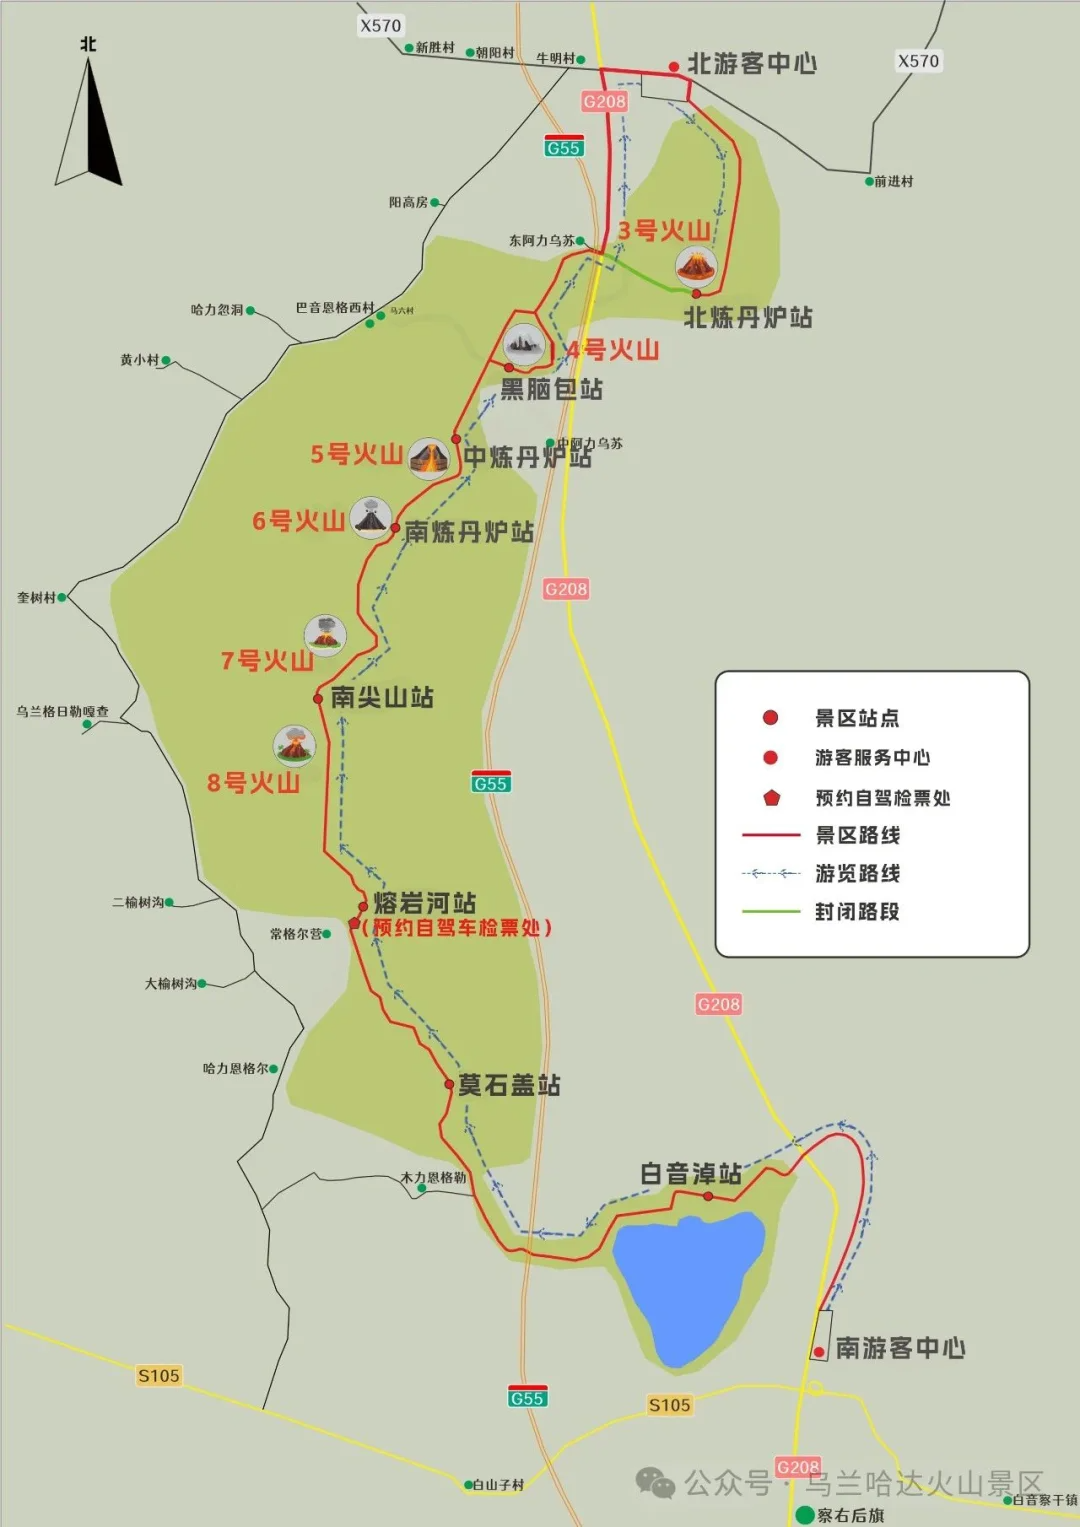 北
X570
新胜村
朝阳村
牛明村
北游客中心
X570
G208
G55
前进村
阳高房
东阿力乌苏
3号火山
哈力忽洞
巴音恩格西村
马六村
北炼丹炉站
黄小村
4号火山
黑脑包站
中阿力乌苏
5号火山
中炼丹炉站
6号火山
南炼丹炉站
奎树村
G208
7号火山
南尖山站
乌兰格日勒嘎查
8号火山
G55
景区站点
游客服务中心
预约自驾检票处
景区路线
游览路线
封闭路段
二榆树沟
熔岩河站
(预约自驾车检票处)
常格尔营
大榆树沟
G208
哈力恩格尔
莫石盖站
木力恩格勒
白音淖站
南游客中心
S105
G55
S105
G208
白山子村
公众号·乌兰哈达火山景区
白音察干镇
察右后旗